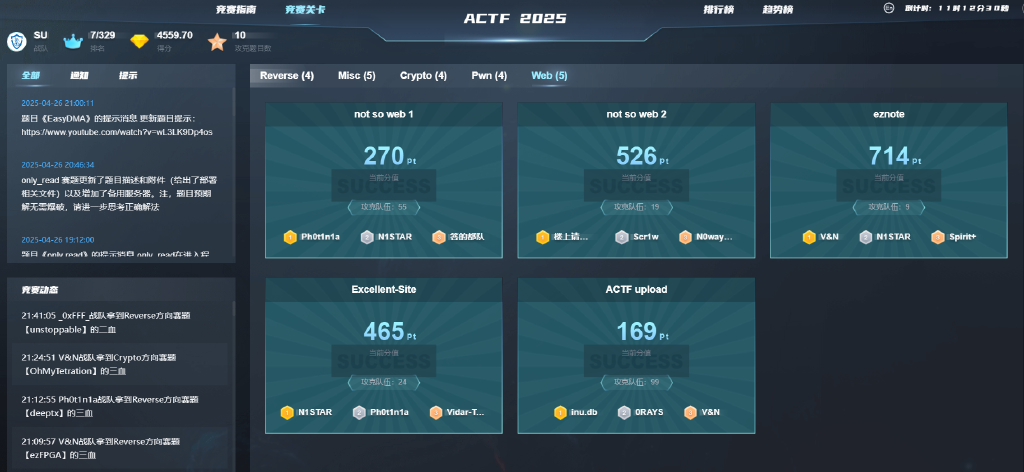 竞赛指南
竞赛关卡
ACTF 2025
排行榜
趋势榜
En
倒计时: 11时12分30秒
SU
战队
7/329
排名
4559.70
得分
10
攻克题目数
全部
通知
提示
2025-04-26 21:00:11
题目《EasyDMA》的提示消息 更新题目提示:
https://www.youtube.com/watch?v=wL3LK9Dp4os
2025-04-26 20:46:34
only_read 赛题更新了题目描述和附件（给出了部署
相关文件）以及增加了备用服务器。注，题目预期
解无需爆破，请进一步思考正确解法
2025-04-26 19:12:00
题目《only read》的提示消息 only_read在进入程
竞赛动态
21:41:05 _0xFFF_战队拿到Reverse方向赛题
【unstoppable】的二血
21:24:51 V&N战队拿到Crypto方向赛题
【OhMyTetration】的三血
21:12:55 Ph0t1n1a战队拿到Reverse方向赛题
【deeptx】的三血
21:09:57 V&N战队拿到Reverse方向赛题
【ezFPGA】的三血
Reverse (4)
Misc (5)
Crypto (4)
Pwn (4)
Web (5)
not so web 1
270 Pt
当前分值
SUCCESS
攻克队伍: 55
1 Ph0t1n1a
2 N1STAR
3 答的都队
not so web 2
526 Pt
当前分值
SUCCESS
攻克队伍: 19
1 楼上请...
2 Scr1w
3 N0way...
eznote
714 Pt
当前分值
SUCCESS
攻克队伍: 9
1 V&N
2 N1STAR
3 Spirit+
Excellent-Site
465 Pt
当前分值
SUCCESS
攻克队伍: 24
1 N1STAR
2 Ph0t1n1a
3 Vidar-T...
ACTF upload
169 Pt
当前分值
SUCCESS
攻克队伍: 99
1 inu.db
2 0RAYS
3 V&N